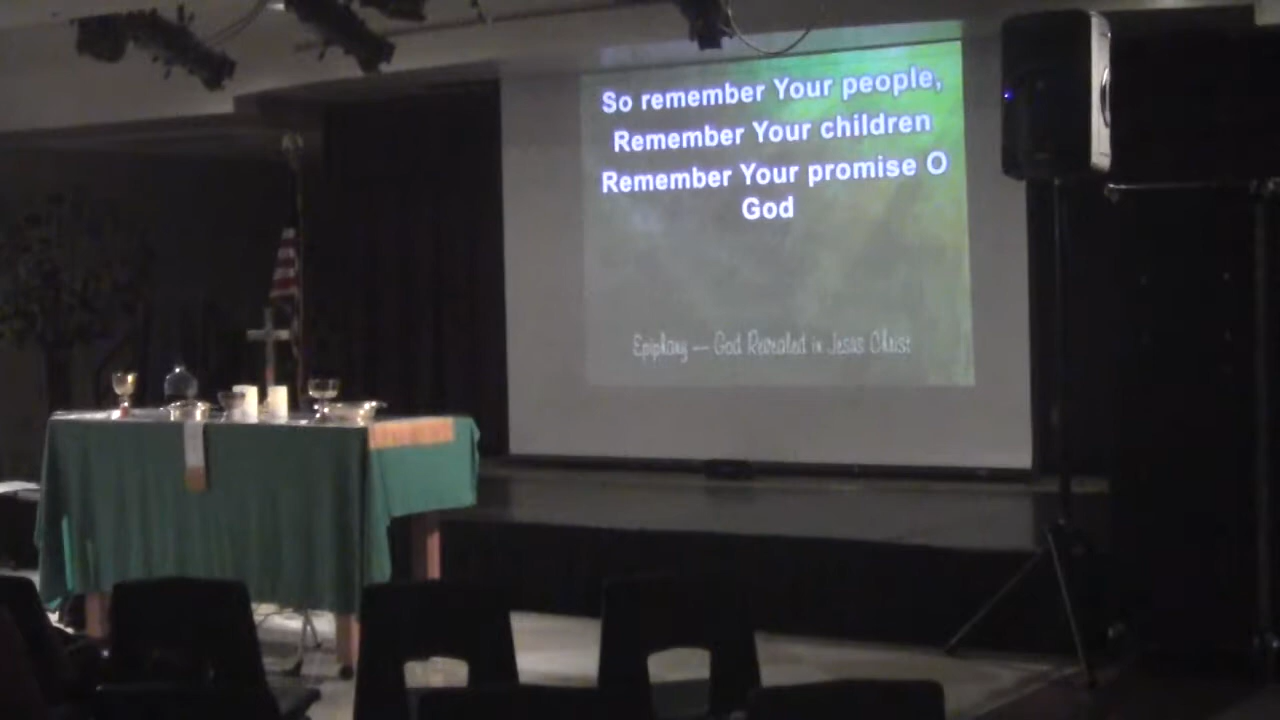 So remember Your people,
Remember Your children
Remember Your promise O
God
Epiphany — God Revealed in Jesus Christ